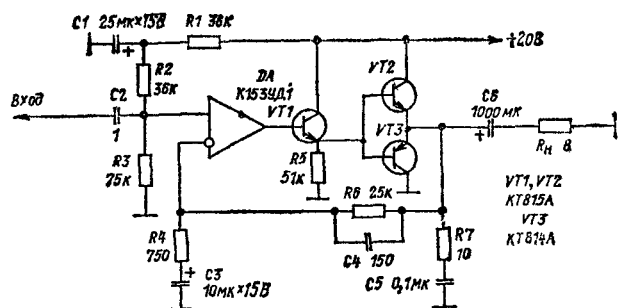 C1 25мк×15В
R1 36к
+20В
R2
36к
DA
К153УД1
VT1
VT2
Вход
C2
1
VT3
C6
1000мк
R3
75к
R5
51к
Rн 8
R6 25к
C4 150
R4
750
C3
10мк×15В
R7
10
C5 0,1мк
VT1,VT2
КТ815А
VT3
КТ814А